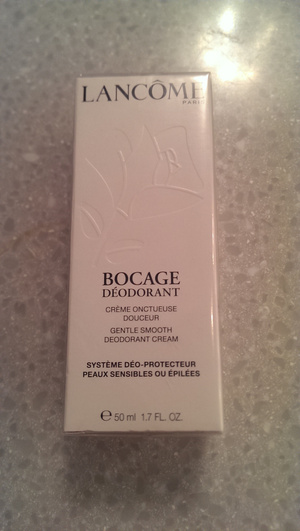 LANCÔME
PARIS
BOCAGE
DÉODORANT
CRÈME ONCTUEUSE
DOUCEUR
GENTLE SMOOTH
DEODORANT CREAM
SYSTÈME DÉO-PROTECTEUR
PEAUX SENSIBLES OU ÉPILÉES
℮ 50 ml 1.7 FL. OZ.